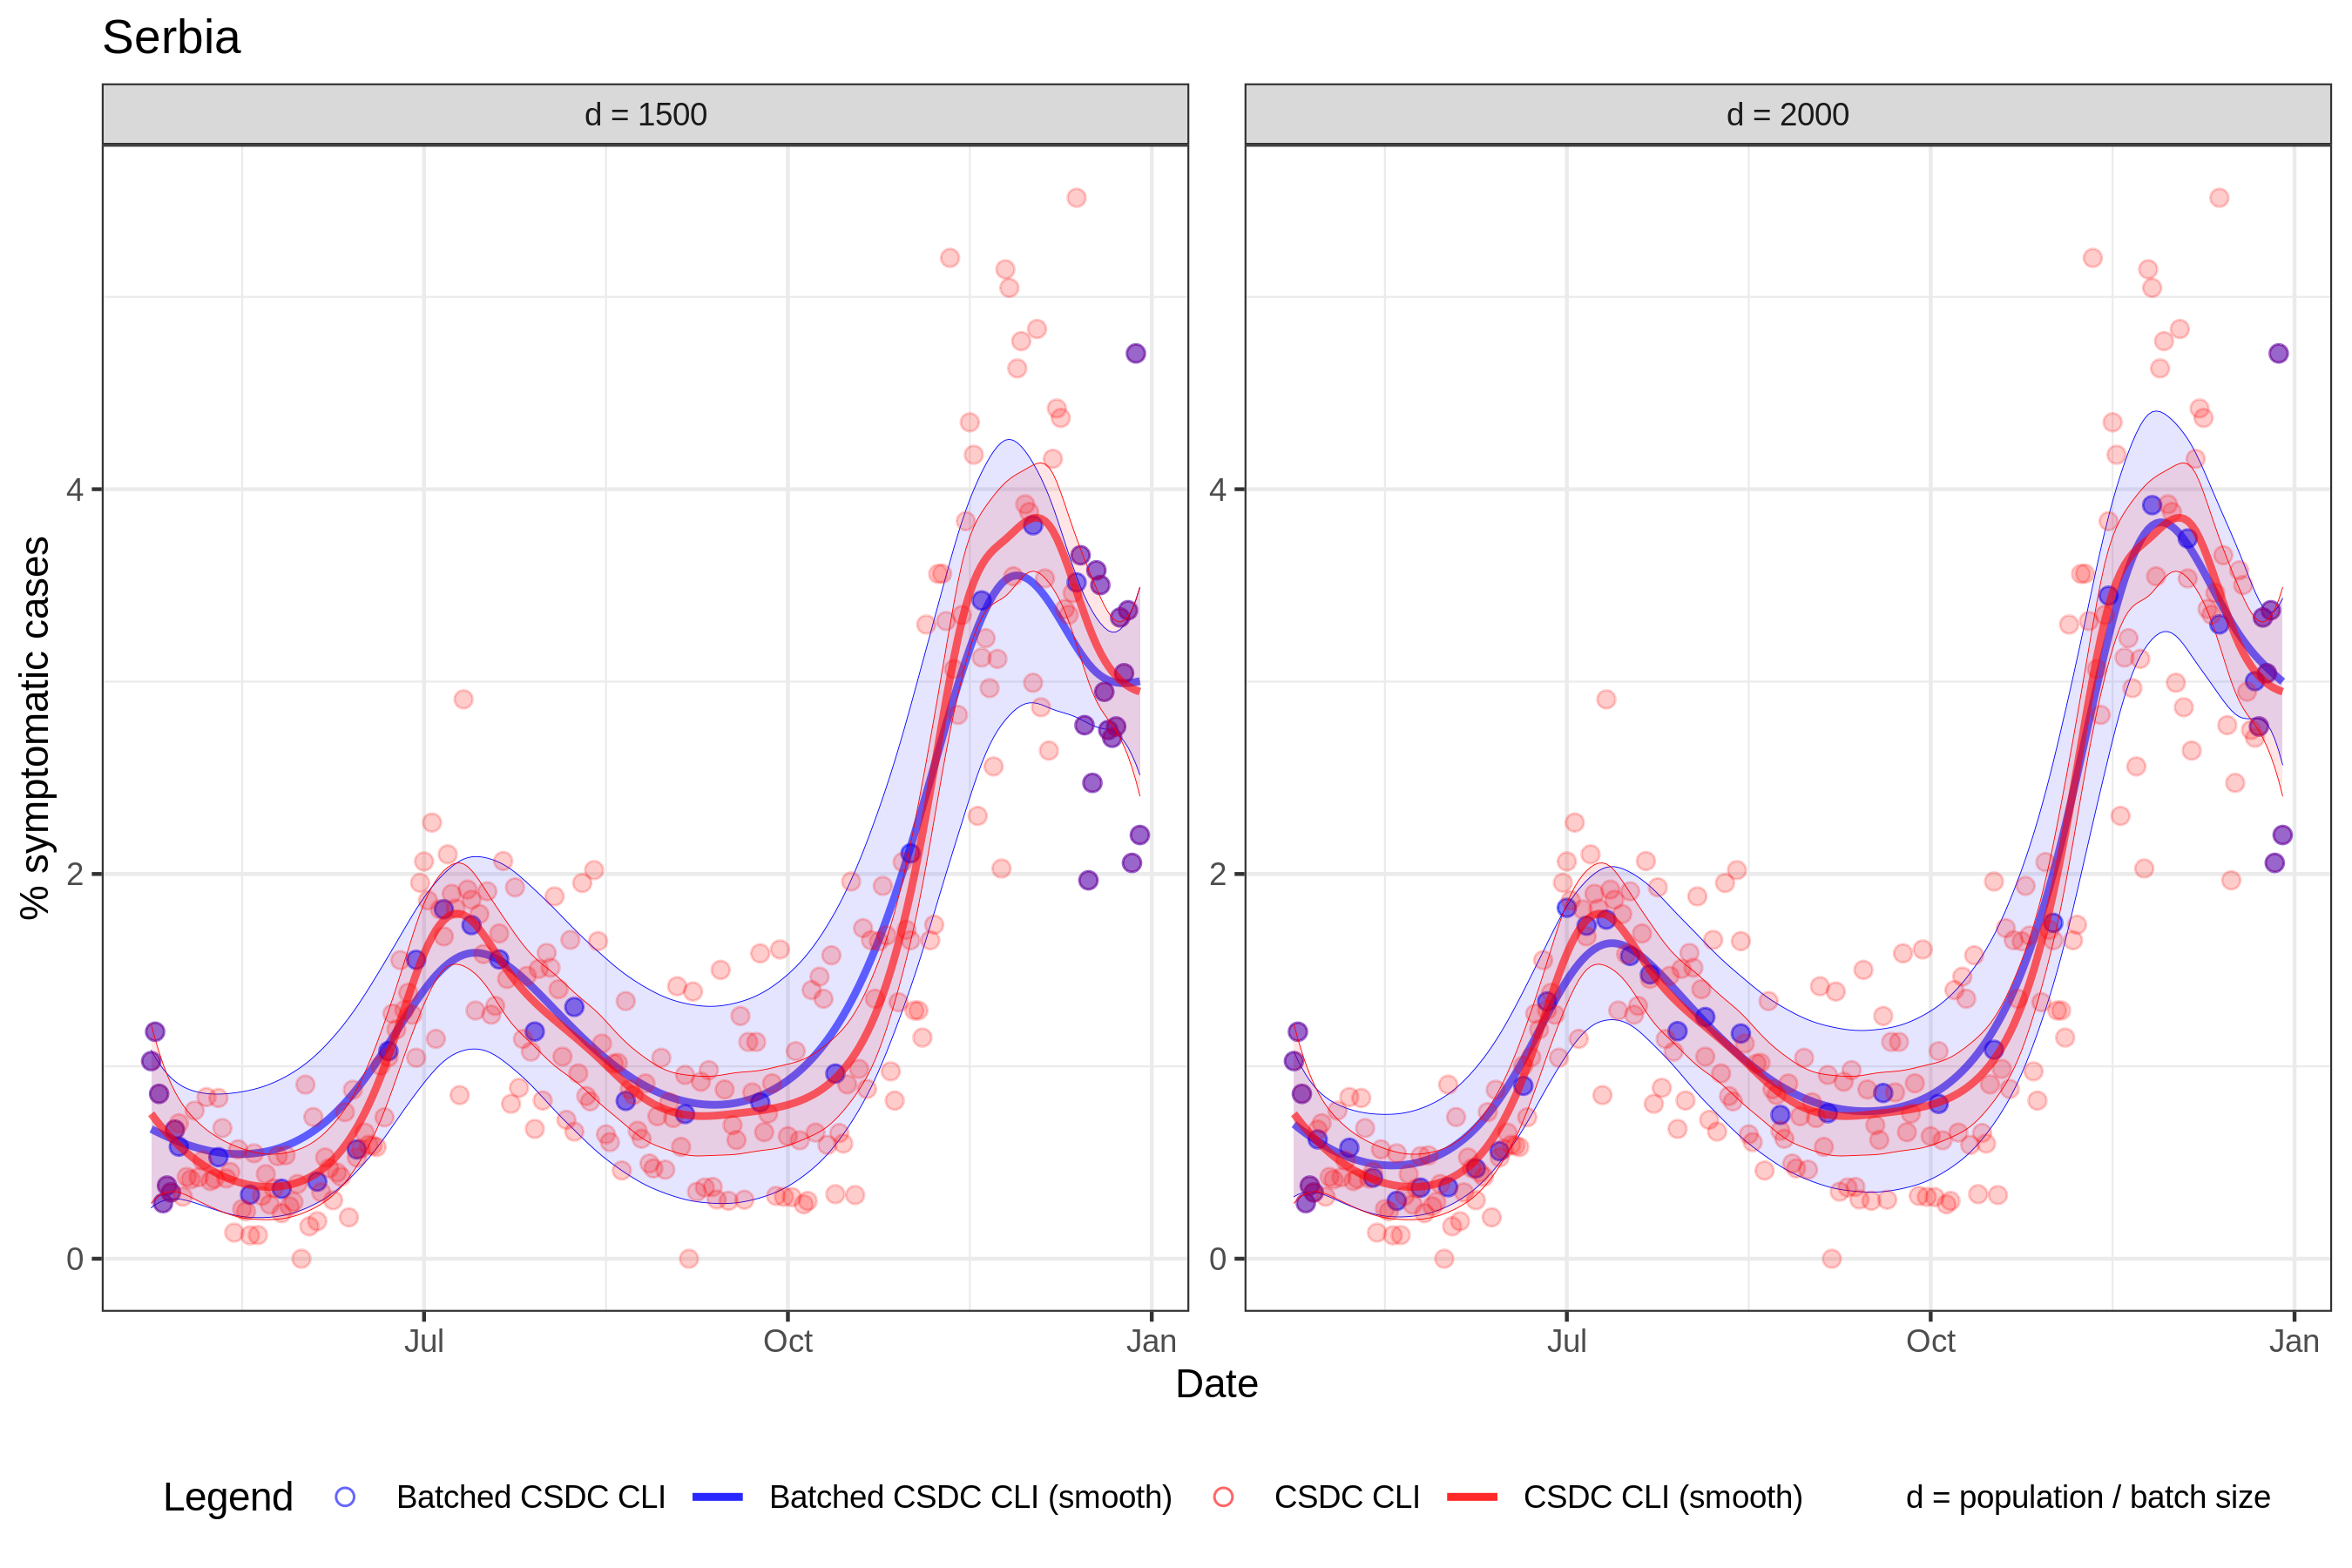 Serbia
d = 1500
d = 2000
% symptomatic cases
4
2
0
4
2
0
Jul
Oct
Jan
Jul
Oct
Jan
Date
Legend
Batched CSDC CLI
Batched CSDC CLI (smooth)
CSDC CLI
CSDC CLI (smooth)
d = population / batch size